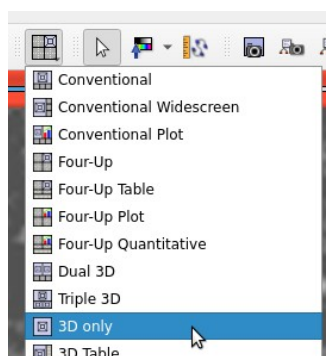 Conventional
Conventional Widescreen
Conventional Plot
Four-Up
Four-Up Table
Four-Up Plot
Four-Up Quantitative
Dual 3D
Triple 3D
3D only
3D Table